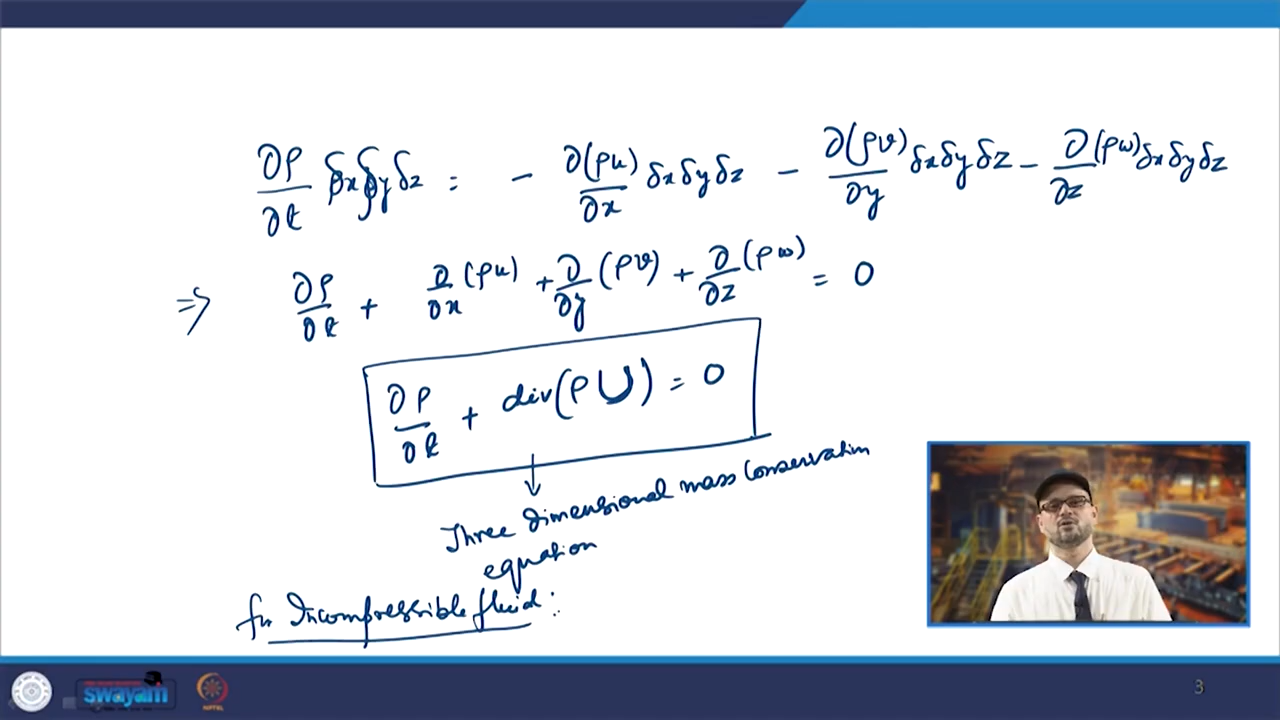 ∂ρ/∂t δxδyδz = - ∂(ρu)/∂x δxδyδz - ∂(ρv)/∂y δxδyδz - ∂/∂z (ρw) δxδyδz
⇒ ∂ρ/∂t + ∂/∂x (ρu) + ∂/∂y (ρv) + ∂/∂z (ρw) = 0
∂ρ/∂t + div(ρU) = 0
↓
Three dimensional mass Conservation
equation
for Incompressible fluid:
swayam
3